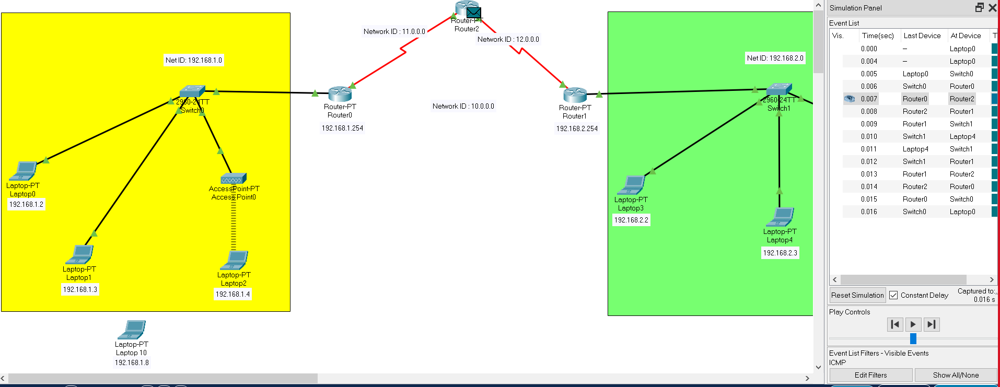 Router-PT
Router2
Network ID : 11.0.0.0
Network ID : 12.0.0.0
Net ID: 192.168.1.0
Net ID: 192.168.2.0
2960-24TT
Switch0
Router-PT
Router0
192.168.1.254
Network ID : 10.0.0.0
Router-PT
Router1
192.168.2.254
2960-24TT
Switch1
Laptop-PT
Laptop0
192.168.1.2
AccessPoint-PT
Access Point0
Laptop-PT
Laptop3
192.168.2.2
Laptop-PT
Laptop4
192.168.2.3
Laptop-PT
Laptop1
192.168.1.3
Laptop-PT
Laptop2
192.168.1.4
Laptop-PT
Laptop 10
192.168.1.8
Simulation Panel
Event List
Vis. Time(sec) Last Device At Device T
0.000 -- Laptop0
0.004 -- Laptop0
0.005 Laptop0 Switch0
0.006 Switch0 Router0
0.007 Router0 Router2
0.008 Router2 Router1
0.009 Router1 Switch1
0.010 Switch1 Laptop4
0.011 Laptop4 Switch1
0.012 Switch1 Router1
0.013 Router1 Router2
0.014 Router2 Router0
0.015 Router0 Switch0
0.016 Switch0 Laptop0
Reset Simulation Constant Delay Captured to:
0.016 s
Play Controls
Event List Filters - Visible Events
ICMP
Edit Filters Show All/None